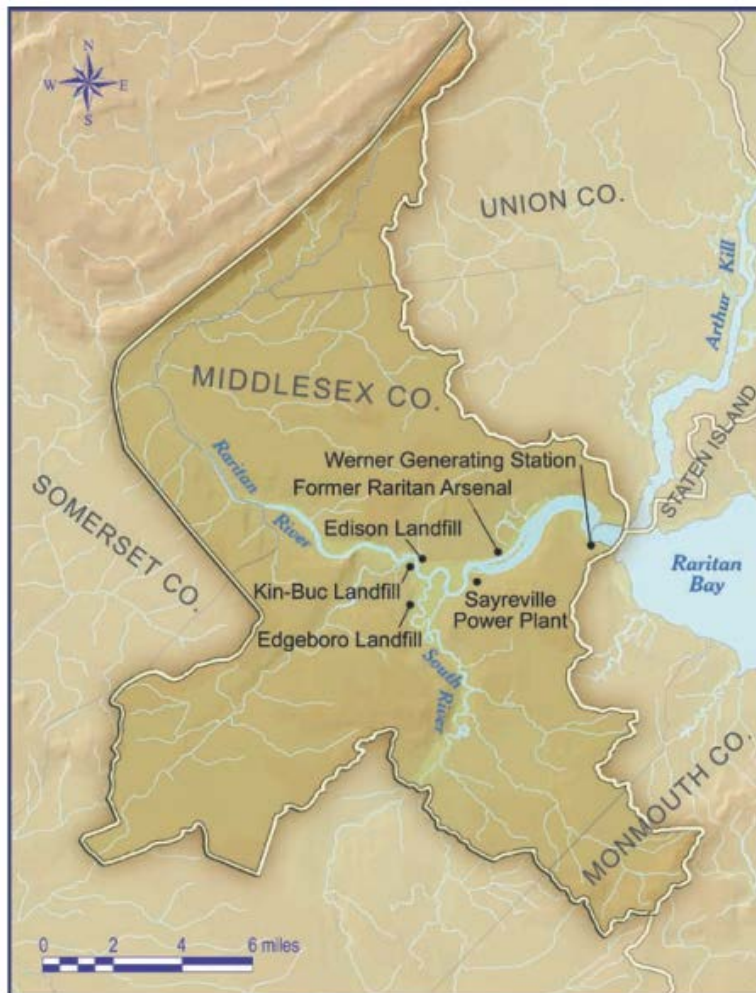 N
W E
S
UNION CO.
Arthur Kill
MIDDLESEX CO.
STATEN ISLAND
Raritan
River
Werner Generating Station
Former Raritan Arsenal
SOMERSET CO.
Edison Landfill
Raritan
Bay
Kin-Buc Landfill
Sayreville
Power Plant
Edgeboro Landfill
South
River
MONMOUTH CO.
0 2 4 6 miles